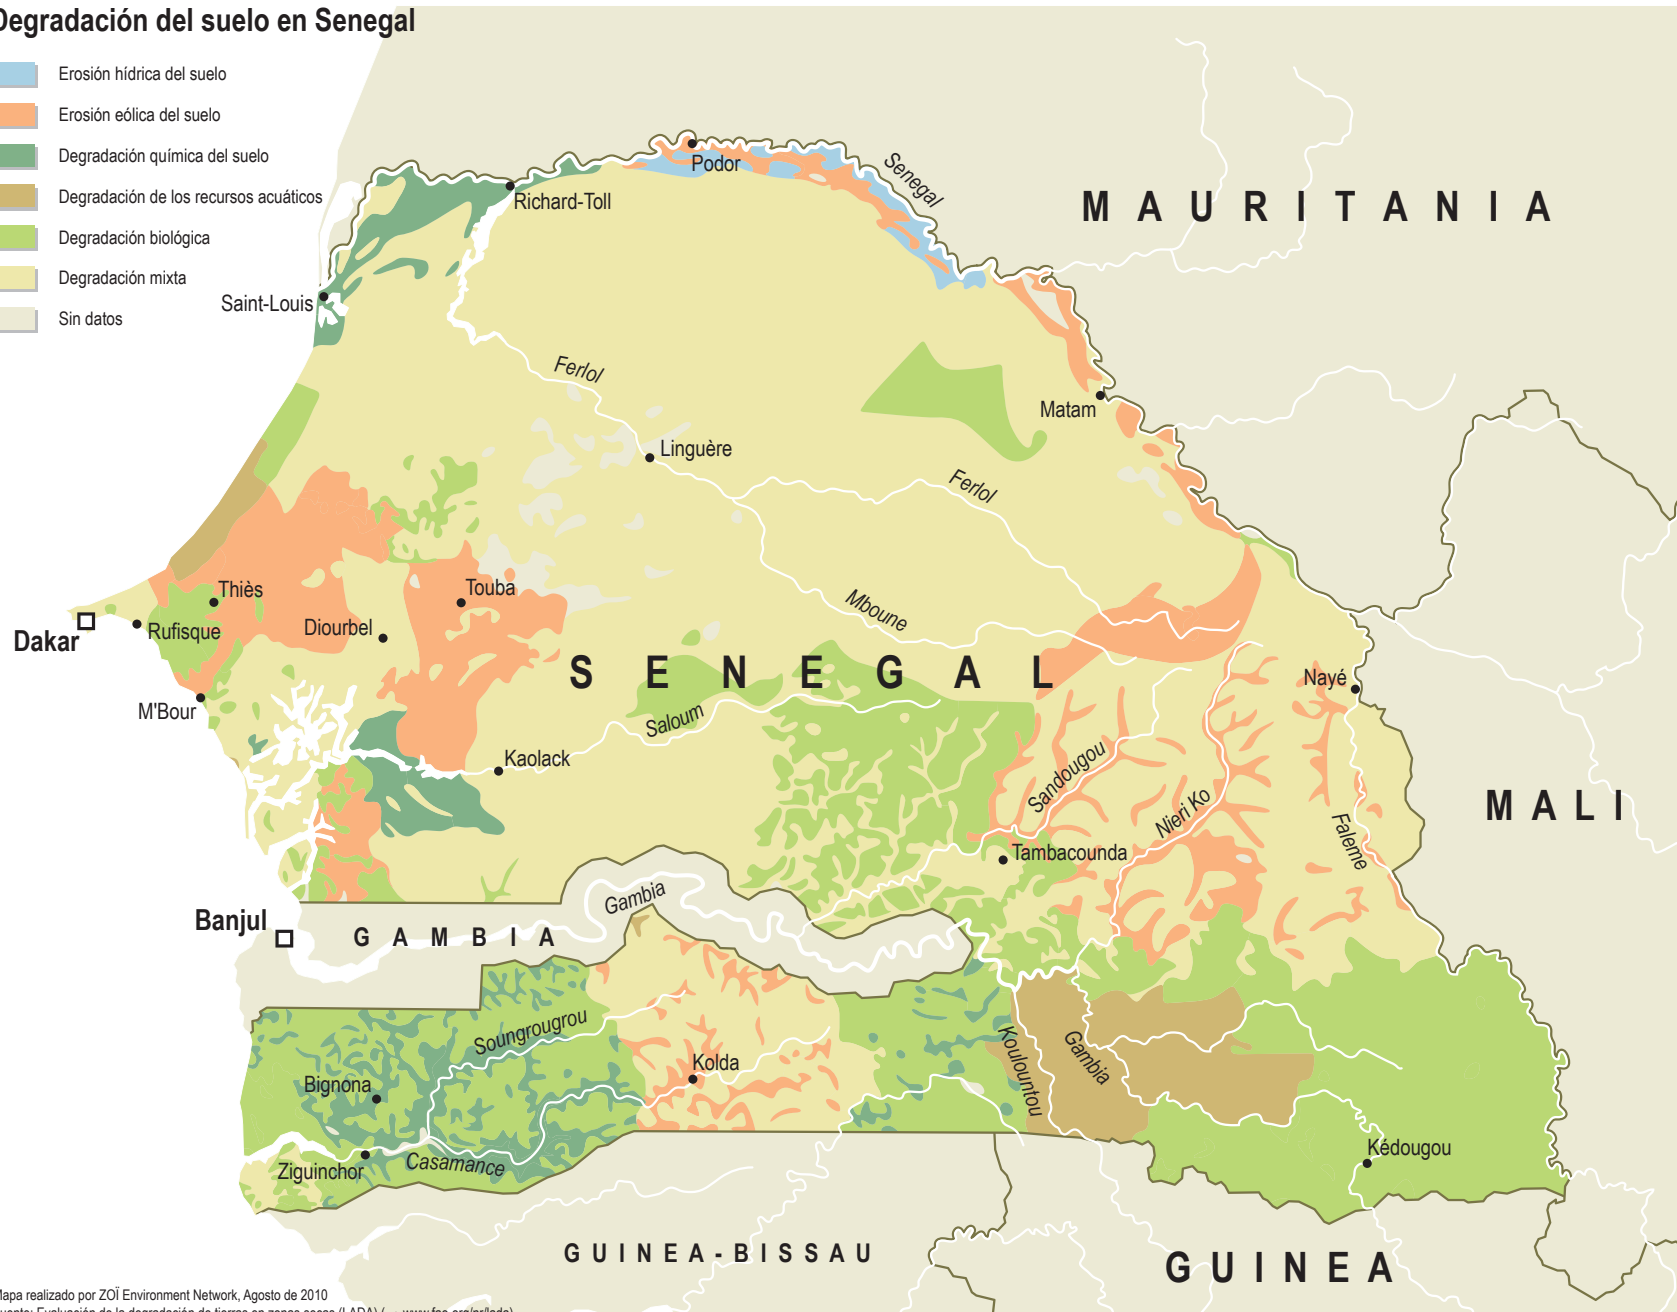 Degradación del suelo en Senegal
Erosión hídrica del suelo
Erosión eólica del suelo
Degradación química del suelo
Degradación de los recursos acuáticos
Degradación biológica
Degradación mixta
Sin datos
MAURITANIA
Podor
Senegal
Richard-Toll
Saint-Louis
Ferlol
Matam
Linguère
Ferlol
Thiès
Touba
Mboune
Dakar
Rufisque
Diourbel
SENEGAL
Nayé
M'Bour
Saloum
Kaolack
Sandougou
Nieri Ko
MALI
Faleme
Tambacounda
Gambia
Banjul
GAMBIA
Soungrougrou
Koulountou
Gambia
Kolda
Bignona
Kédougou
Casamance
Ziguinchor
GUINEA-BISSAU
GUINEA
Mapa realizado por ZOÏ Environment Network, Agosto de 2010